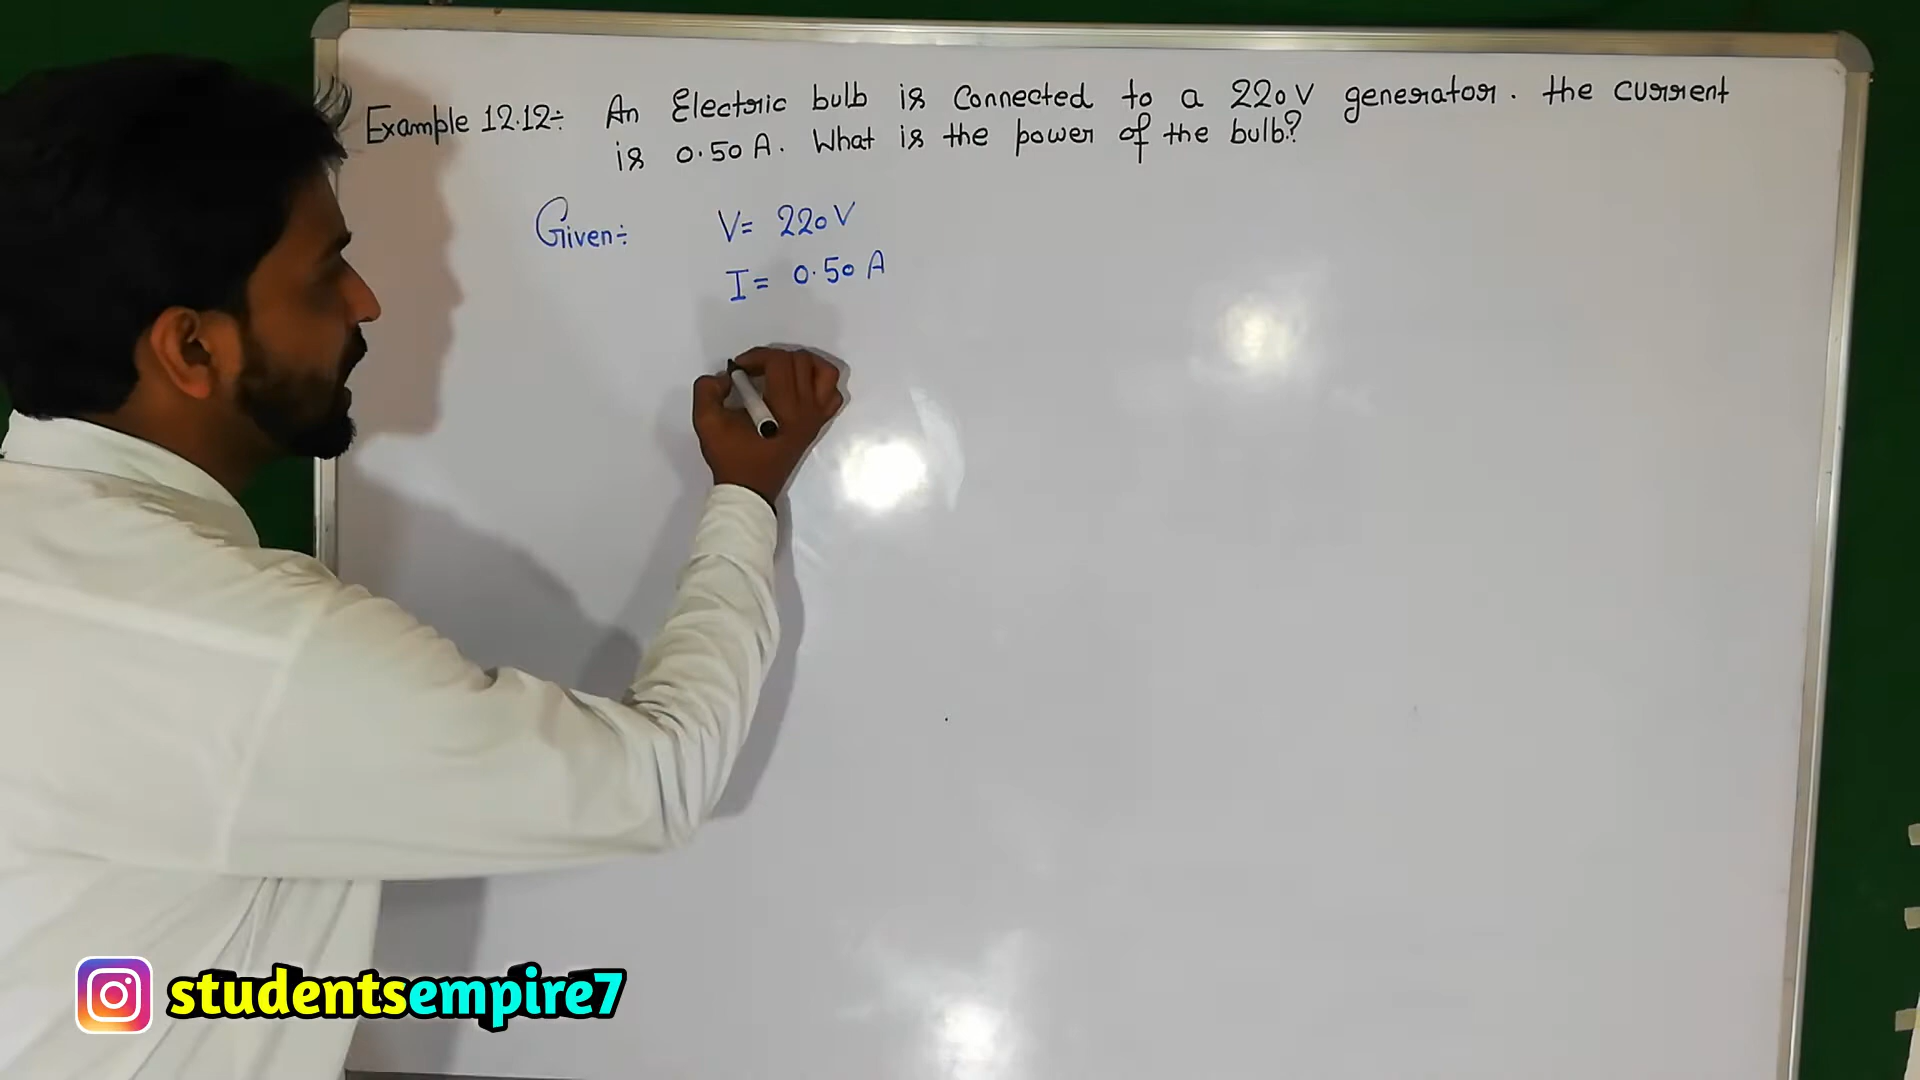 Example 12.12÷ An Electric bulb is Connected to a 220V generator. the current
is 0.50 A. What is the power of the bulb?
Given÷ V= 220V
I= 0.50 A
studentsempire7